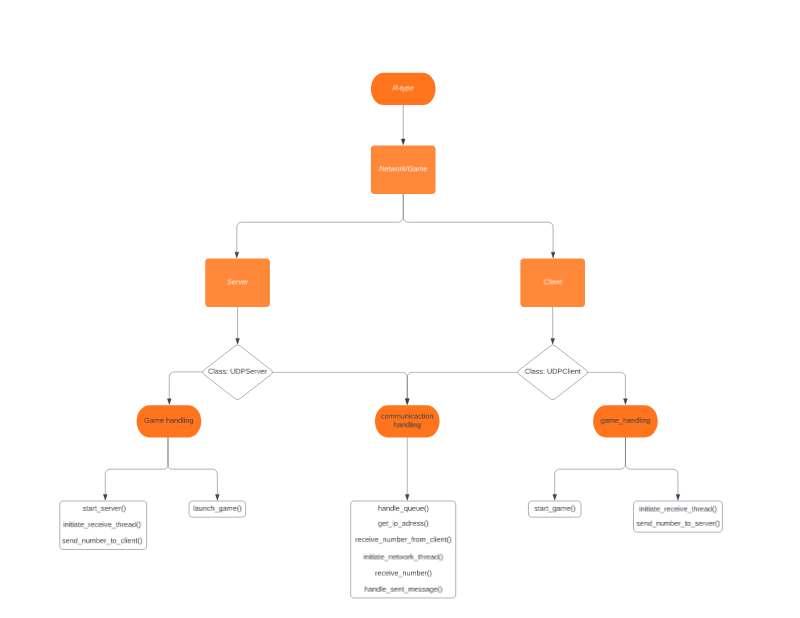 R-type
Network/Game
Server
Client
Class: UDPServer
Class: UDPClient
Game handling
communicaction
handling
game_handling
start_server()
initiate_receive_thread()
send_number_to_client()
launch_game()
handle_queue()
get_ip_adress()
receive_number_from_client()
initiate_network_thread()
receive_number()
handle_sent_message()
start_game()
initiate_receive_thread()
send_number_to_server()